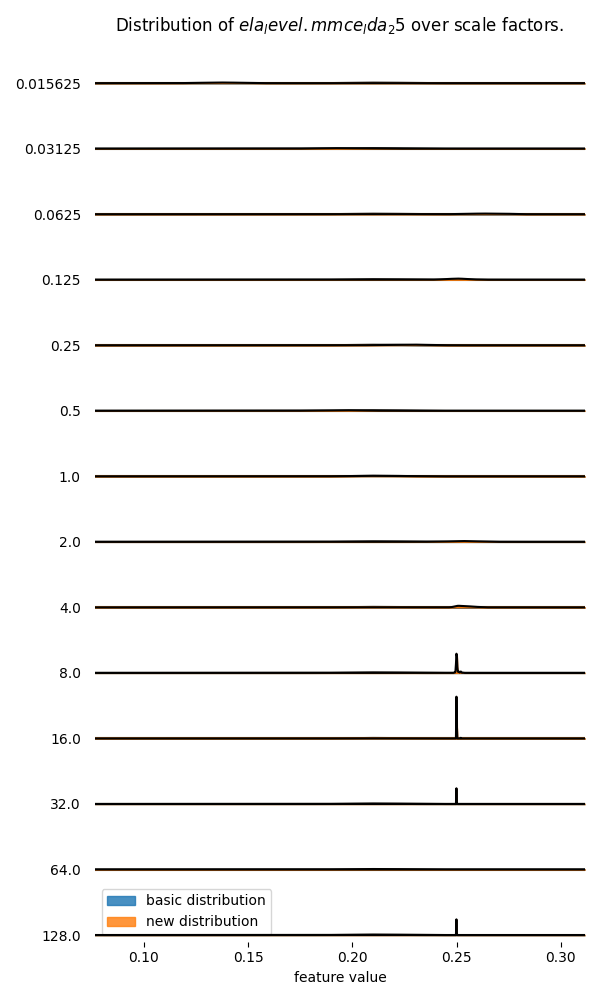 Distribution of ela_level.mmce_lda_25 over scale factors.
0.015625
0.03125
0.0625
0.125
0.25
0.5
1.0
2.0
4.0
8.0
16.0
32.0
64.0
basic distribution
new distribution
128.0
0.10 0.15 0.20 0.25 0.30
feature value